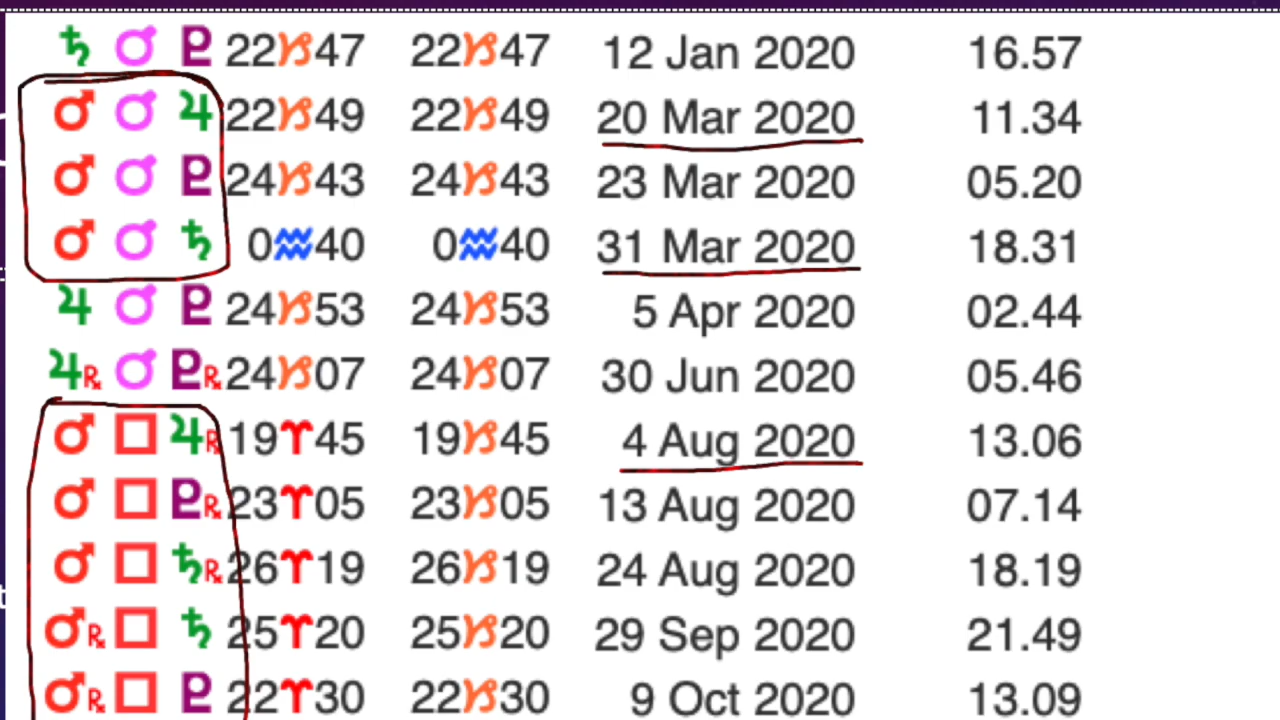 ♄ ☌ ♇ 22♑47 22♑47 12 Jan 2020 16.57
♂ ☌ ♃ 22♑49 22♑49 20 Mar 2020 11.34
♂ ☌ ♇ 24♑43 24♑43 23 Mar 2020 05.20
♂ ☌ ♄ 0♒40 0♒40 31 Mar 2020 18.31
♃ ☌ ♇ 24♑53 24♑53 5 Apr 2020 02.44
♃℞ ☌ ♇℞ 24♑07 24♑07 30 Jun 2020 05.46
♂ □ ♃℞ 19♈45 19♑45 4 Aug 2020 13.06
♂ □ ♇℞ 23♈05 23♑05 13 Aug 2020 07.14
♂ □ ♄℞ 26♈19 26♑19 24 Aug 2020 18.19
♂℞ □ ♄ 25♈20 25♑20 29 Sep 2020 21.49
♂℞ □ ♇ 22♈30 22♑30 9 Oct 2020 13.09